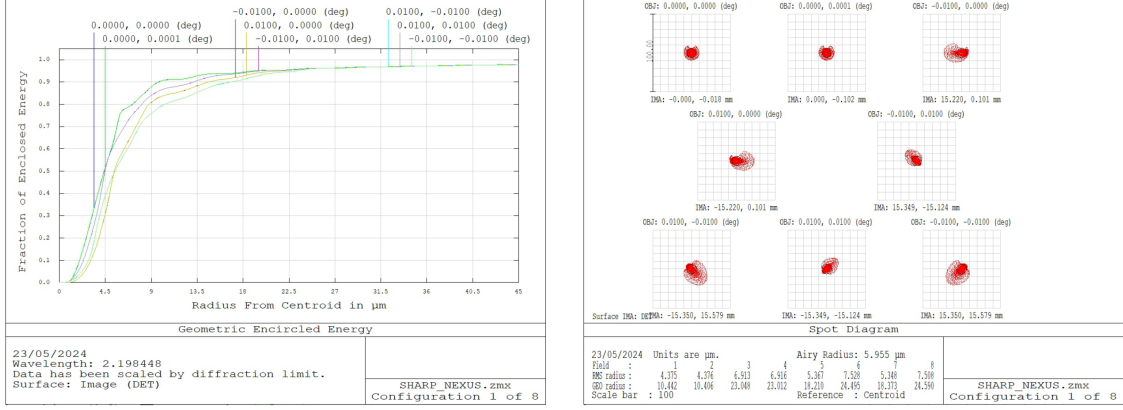 0.0000, 0.0000 (deg)
0.0000, 0.0001 (deg)
-0.0100, 0.0000 (deg)
0.0100, 0.0000 (deg)
-0.0100, 0.0100 (deg)
0.0100, -0.0100 (deg)
0.0100, 0.0100 (deg)
-0.0100, -0.0100 (deg)
Fraction of Enclosed Energy
1.0
0.9
0.8
0.7
0.6
0.5
0.4
0.3
0.2
0.1
0.0
0 4.5 9 13.5 18 22.5 27 31.5 36 40.5 45
Radius From Centroid in µm
Geometric Encircled Energy
23/05/2024
Wavelength: 2.198448
Data has been scaled by diffraction limit.
Surface: Image (DET)
SHARP_NEXUS.zmx
Configuration 1 of 8
OBJ: 0.0000, 0.0000 (deg)
OBJ: 0.0000, 0.0001 (deg)
OBJ: -0.0100, 0.0000 (deg)
100.00
IMA: -0.000, -0.018 mm
IMA: 0.000, -0.102 mm
IMA: 15.220, 0.101 mm
OBJ: 0.0100, 0.0000 (deg)
OBJ: -0.0100, 0.0100 (deg)
IMA: -15.220, 0.101 mm
IMA: 15.349, -15.124 mm
OBJ: 0.0100, -0.0100 (deg)
OBJ: 0.0100, 0.0100 (deg)
OBJ: -0.0100, -0.0100 (deg)
Surface IMA: DET
IMA: -15.350, 15.579 mm
IMA: -15.349, -15.124 mm
IMA: 15.350, 15.579 mm
Spot Diagram
23/05/2024 Units are µm. Airy Radius: 5.955 µm
Field : 1 2 3 4 5 6 7 8
RMS radius : 4.375 4.376 6.913 6.916 5.367 7.528 5.348 7.508
GEO radius : 10.442 10.406 23.048 23.012 18.210 24.495 18.373 24.590
Scale bar : 100 Reference : Centroid
SHARP_NEXUS.zmx
Configuration 1 of 8